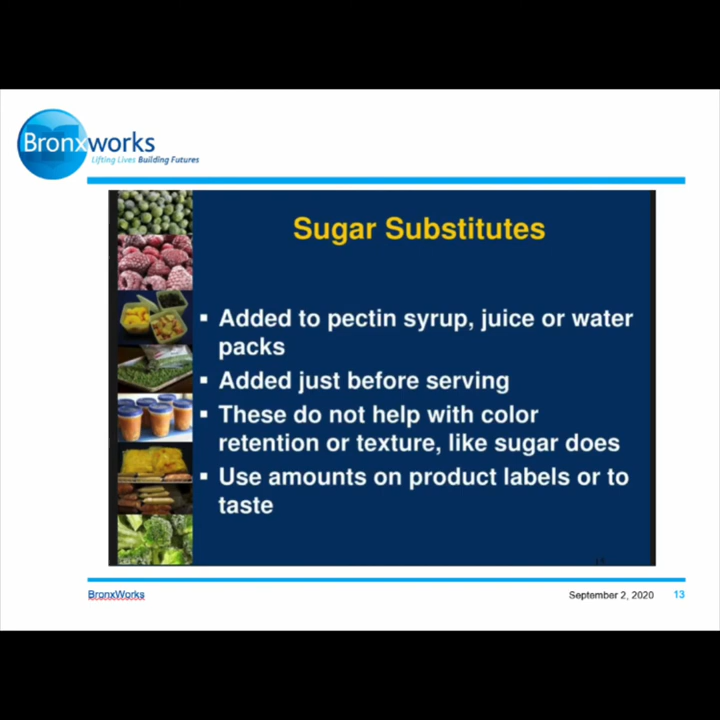 Bronxworks
Lifting Lives Building Futures
Sugar Substitutes
▪ Added to pectin syrup, juice or water
packs
▪ Added just before serving
▪ These do not help with color
retention or texture, like sugar does
▪ Use amounts on product labels or to
taste
BronxWorks
September 2, 2020 13